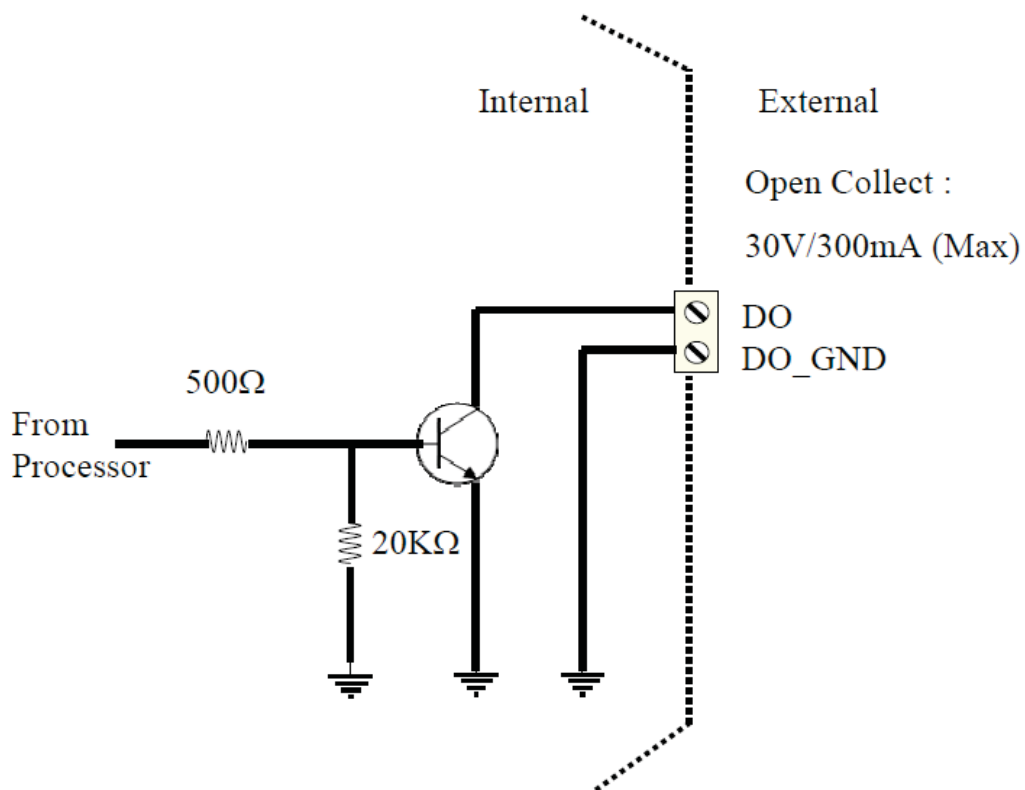 Internal
External
Open Collect :
30V/300mA (Max)
DO
DO_GND
500Ω
From
Processor
20KΩ